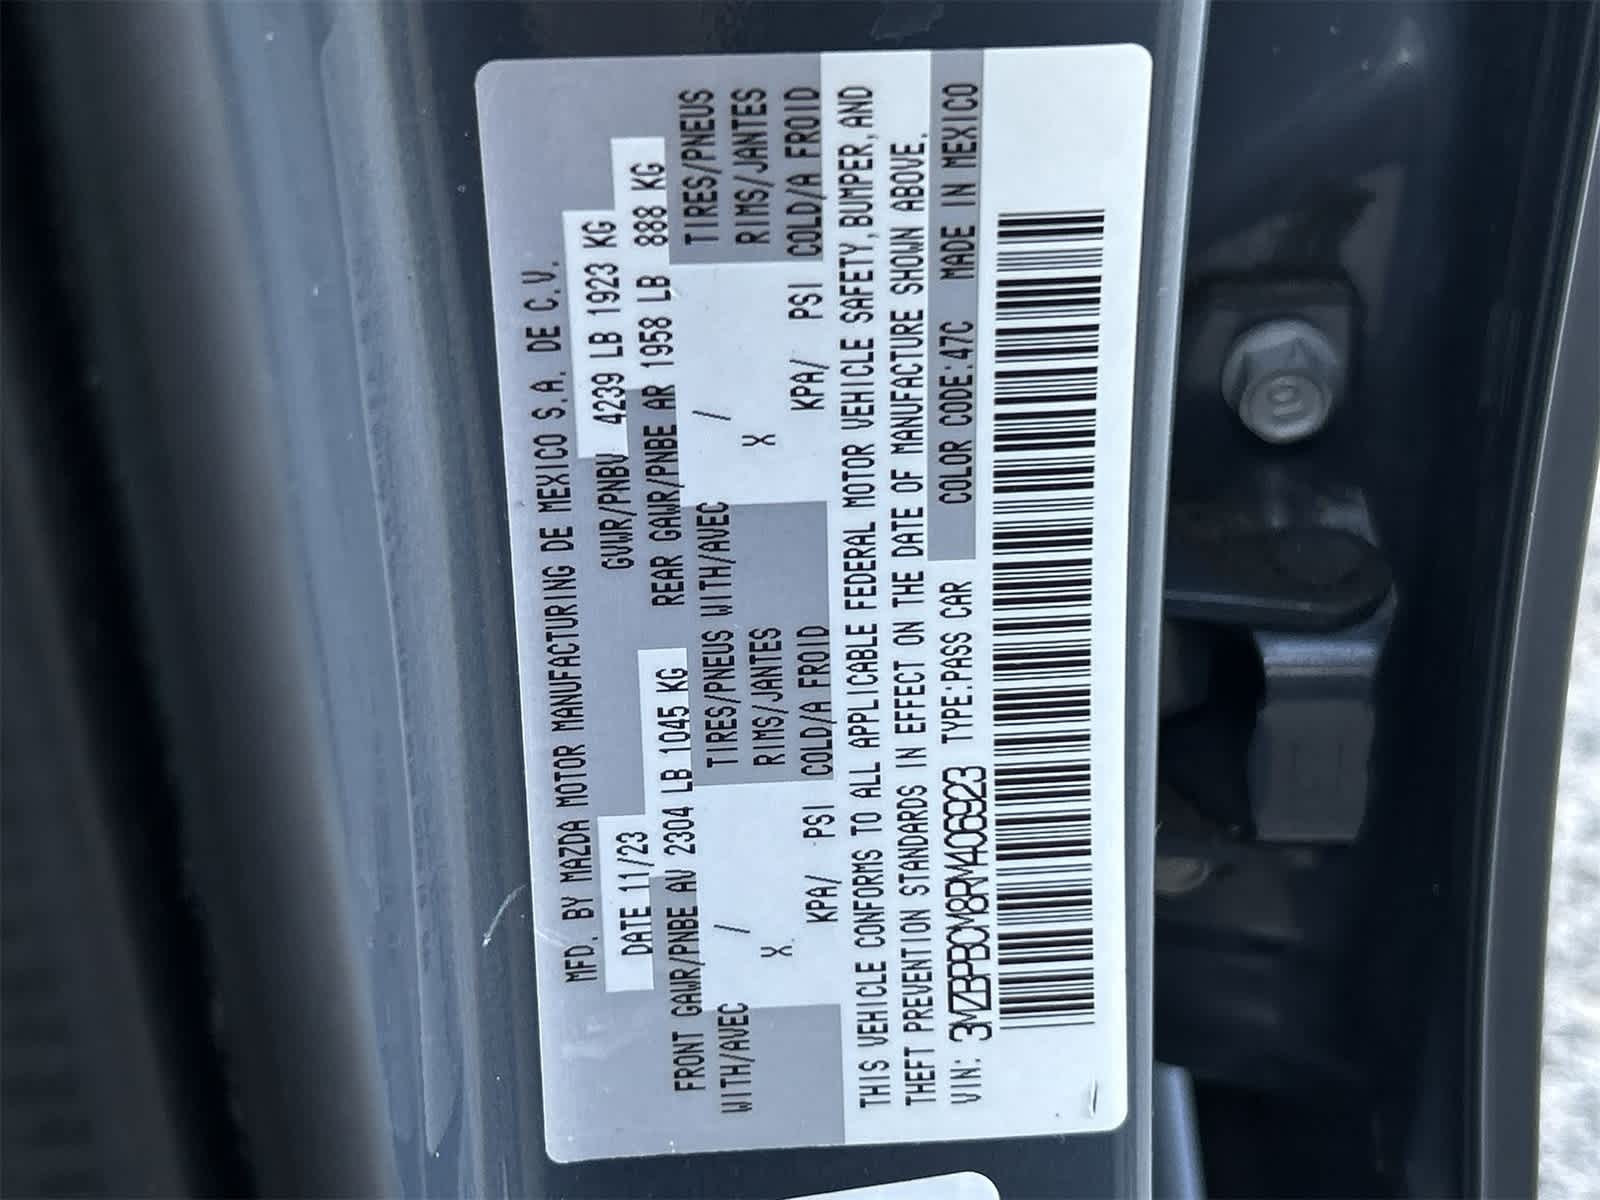 MFD. BY MAZDA MOTOR MANUFACTURING DE MEXICO S.A. DE C.V.
DATE 11/23 GVWR/PNBV 4239 LB 1923 KG
FRONT GAWR/PNBE AV 2304 LB 1045 KG REAR GAWR/PNBE AR 1958 LB 888 KG
WITH/AVEC / TIRES/PNEUS WITH/AVEC / TIRES/PNEUS
X RIMS/JANTES X RIMS/JANTES
KPA/ PSI COLD/A FROID KPA/ PSI COLD/A FROID
THIS VEHICLE CONFORMS TO ALL APPLICABLE FEDERAL MOTOR VEHICLE SAFETY, BUMPER, AND
THEFT PREVENTION STANDARDS IN EFFECT ON THE DATE OF MANUFACTURE SHOWN ABOVE.
VIN: 3MZBPBCM8RM406923 TYPE:PASS CAR COLOR CODE:47C MADE IN MEXICO